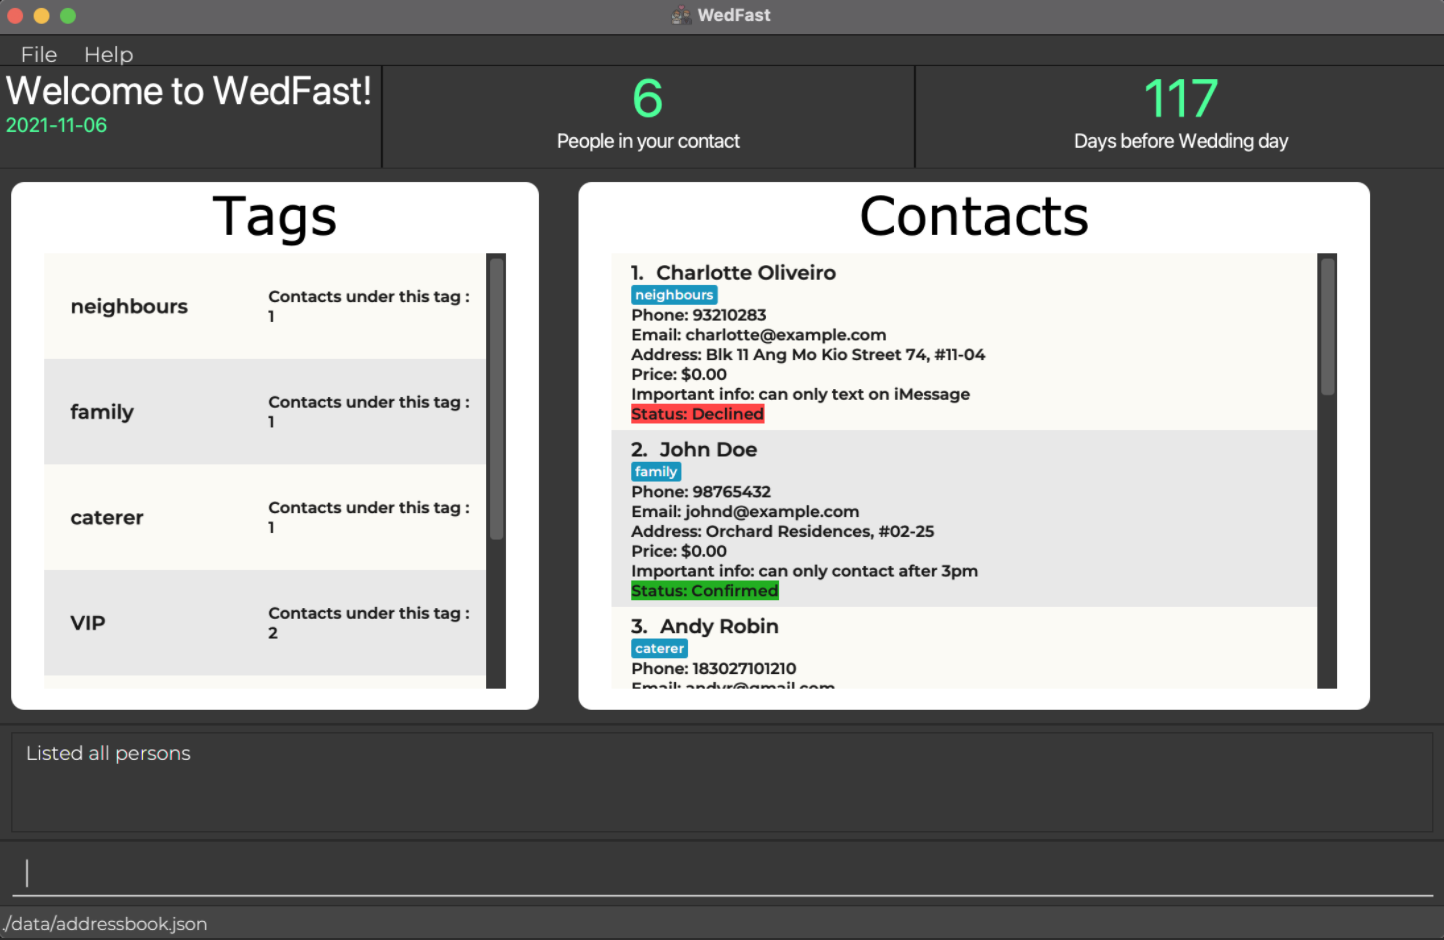 WedFast
File Help
Welcome to WedFast!
2021-11-06
6
People in your contact
117
Days before Wedding day
Tags
neighbours
Contacts under this tag :
1
family
Contacts under this tag :
1
caterer
Contacts under this tag :
1
VIP
Contacts under this tag :
2
Contacts
1. Charlotte Oliveiro
neighbours
Phone: 93210283
Email: charlotte@example.com
Address: Blk 11 Ang Mo Kio Street 74, #11-04
Price: $0.00
Important info: can only text on iMessage
Status: Declined
2. John Doe
family
Phone: 98765432
Email: johnd@example.com
Address: Orchard Residences, #02-25
Price: $0.00
Important info: can only contact after 3pm
Status: Confirmed
3. Andy Robin
caterer
Phone: 183027101210
Email: andyr@gmail.com
Listed all persons
./data/addressbook.json